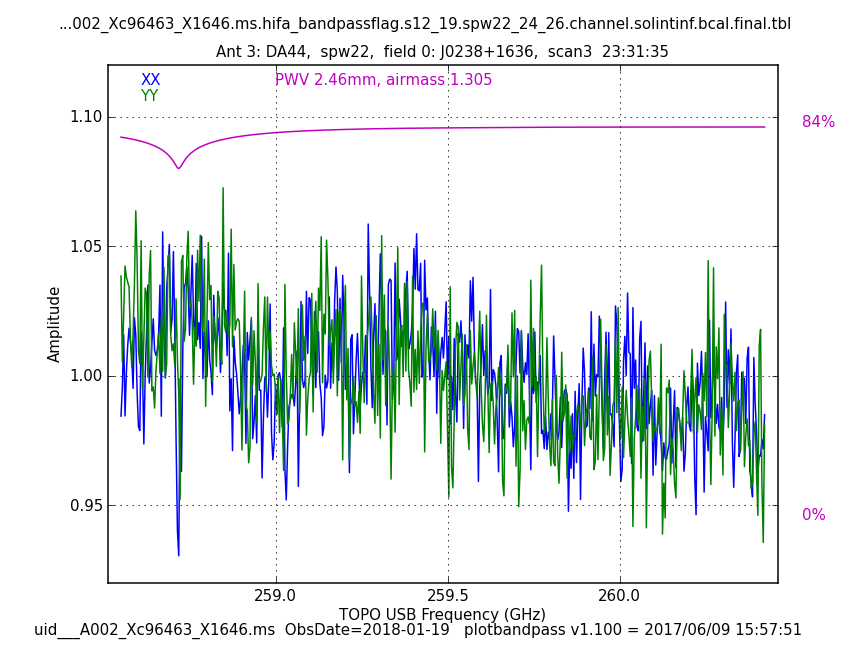 ...002_Xc96463_X1646.ms.hifa_bandpassflag.s12_19.spw22_24_26.channel.solintinf.bcal.final.tbl
Ant 3: DA44,  spw22,  field 0: J0238+1636,  scan3  23:31:35
XX
PWV 2.46mm, airmass 1.305
YY
1.10
84%
1.05
Amplitude
1.00
0.95
0%
259.0
259.5
260.0
TOPO USB Frequency (GHz)
uid___A002_Xc96463_X1646.ms  ObsDate=2018-01-19   plotbandpass v1.100 = 2017/06/09 15:57:51